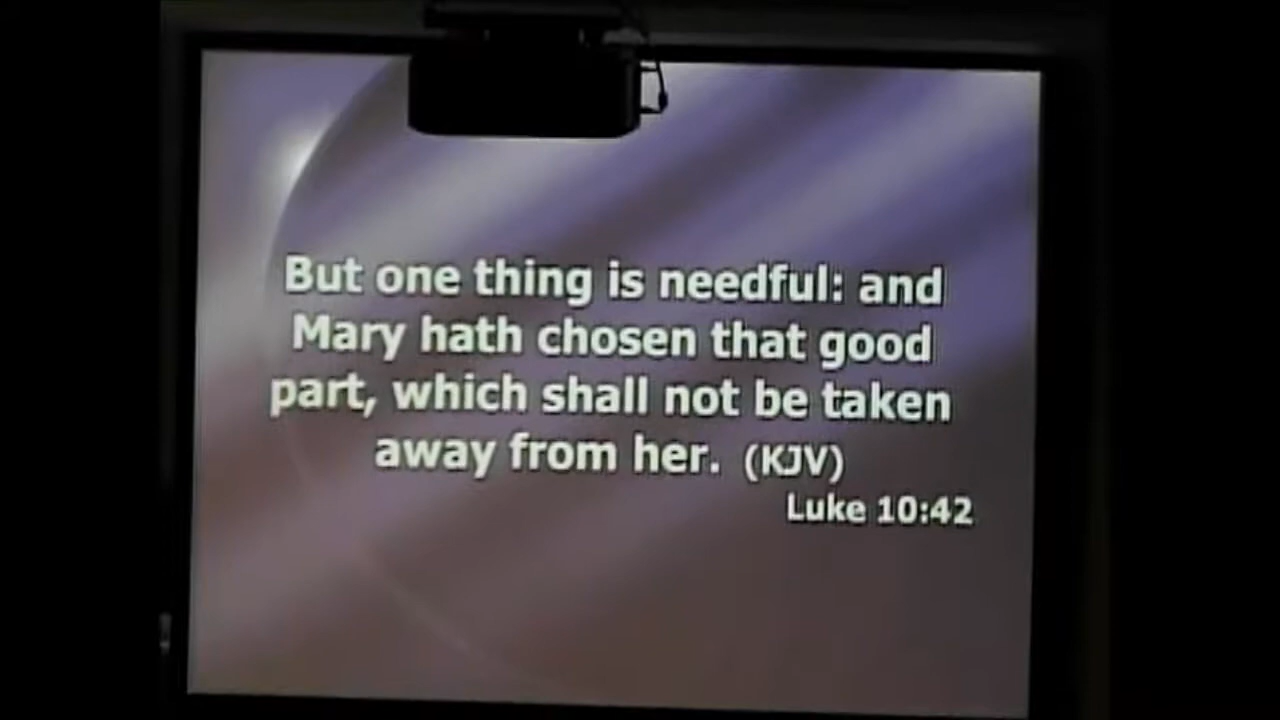 But one thing is needful: and
Mary hath chosen that good
part, which shall not be taken
away from her. (KJV)
Luke 10:42